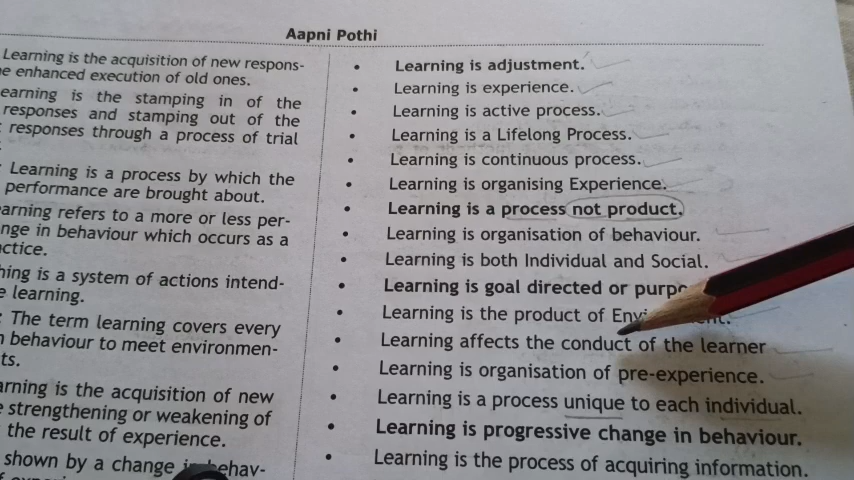 Aapni Pothi
Learning is the acquisition of new respons-
enhanced execution of old ones.
earning is the stamping in of the
responses and stamping out of the
responses through a process of trial
Learning is a process by which the
performance are brought about.
arning refers to a more or less per-
nge in behaviour which occurs as a
actice.
hing is a system of actions intend-
e learning.
The term learning covers every
behaviour to meet environmen-
ts.
arning is the acquisition of new
strengthening or weakening of
the result of experience.
shown by a change behav-
• Learning is adjustment.
• Learning is experience.
• Learning is active process.
• Learning is a Lifelong Process.
• Learning is continuous process.
• Learning is organising Experience.
• Learning is a process not product.
• Learning is organisation of behaviour.
• Learning is both Individual and Social.
• Learning is goal directed or purpo
• Learning is the product of Envi
• Learning affects the conduct of the learner
• Learning is organisation of pre-experience.
• Learning is a process unique to each individual.
• Learning is progressive change in behaviour.
• Learning is the process of acquiring information.